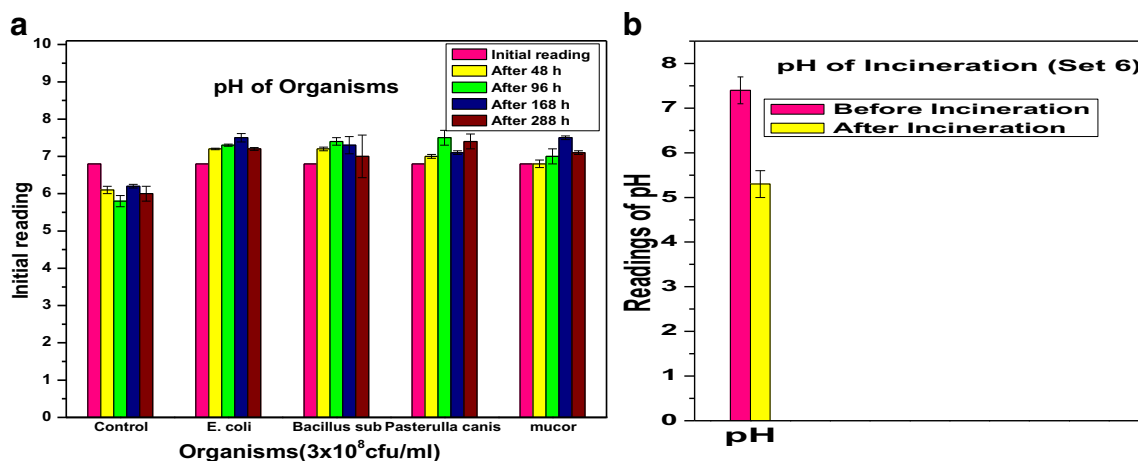 a
10
9
8
7
6
5
4
3
2
1
0
Initial reading
pH of Organisms
Initial reading
After 48 h
After 96 h
After 168 h
After 288 h
Control E. coli Bacillus sub Pasterulla canis mucor
Organisms(3x10⁸cfu/ml)
b
8
7
6
5
4
3
2
1
0
Readings of pH
pH of Incineration (Set 6)
Before Incineration
After Incineration
pH